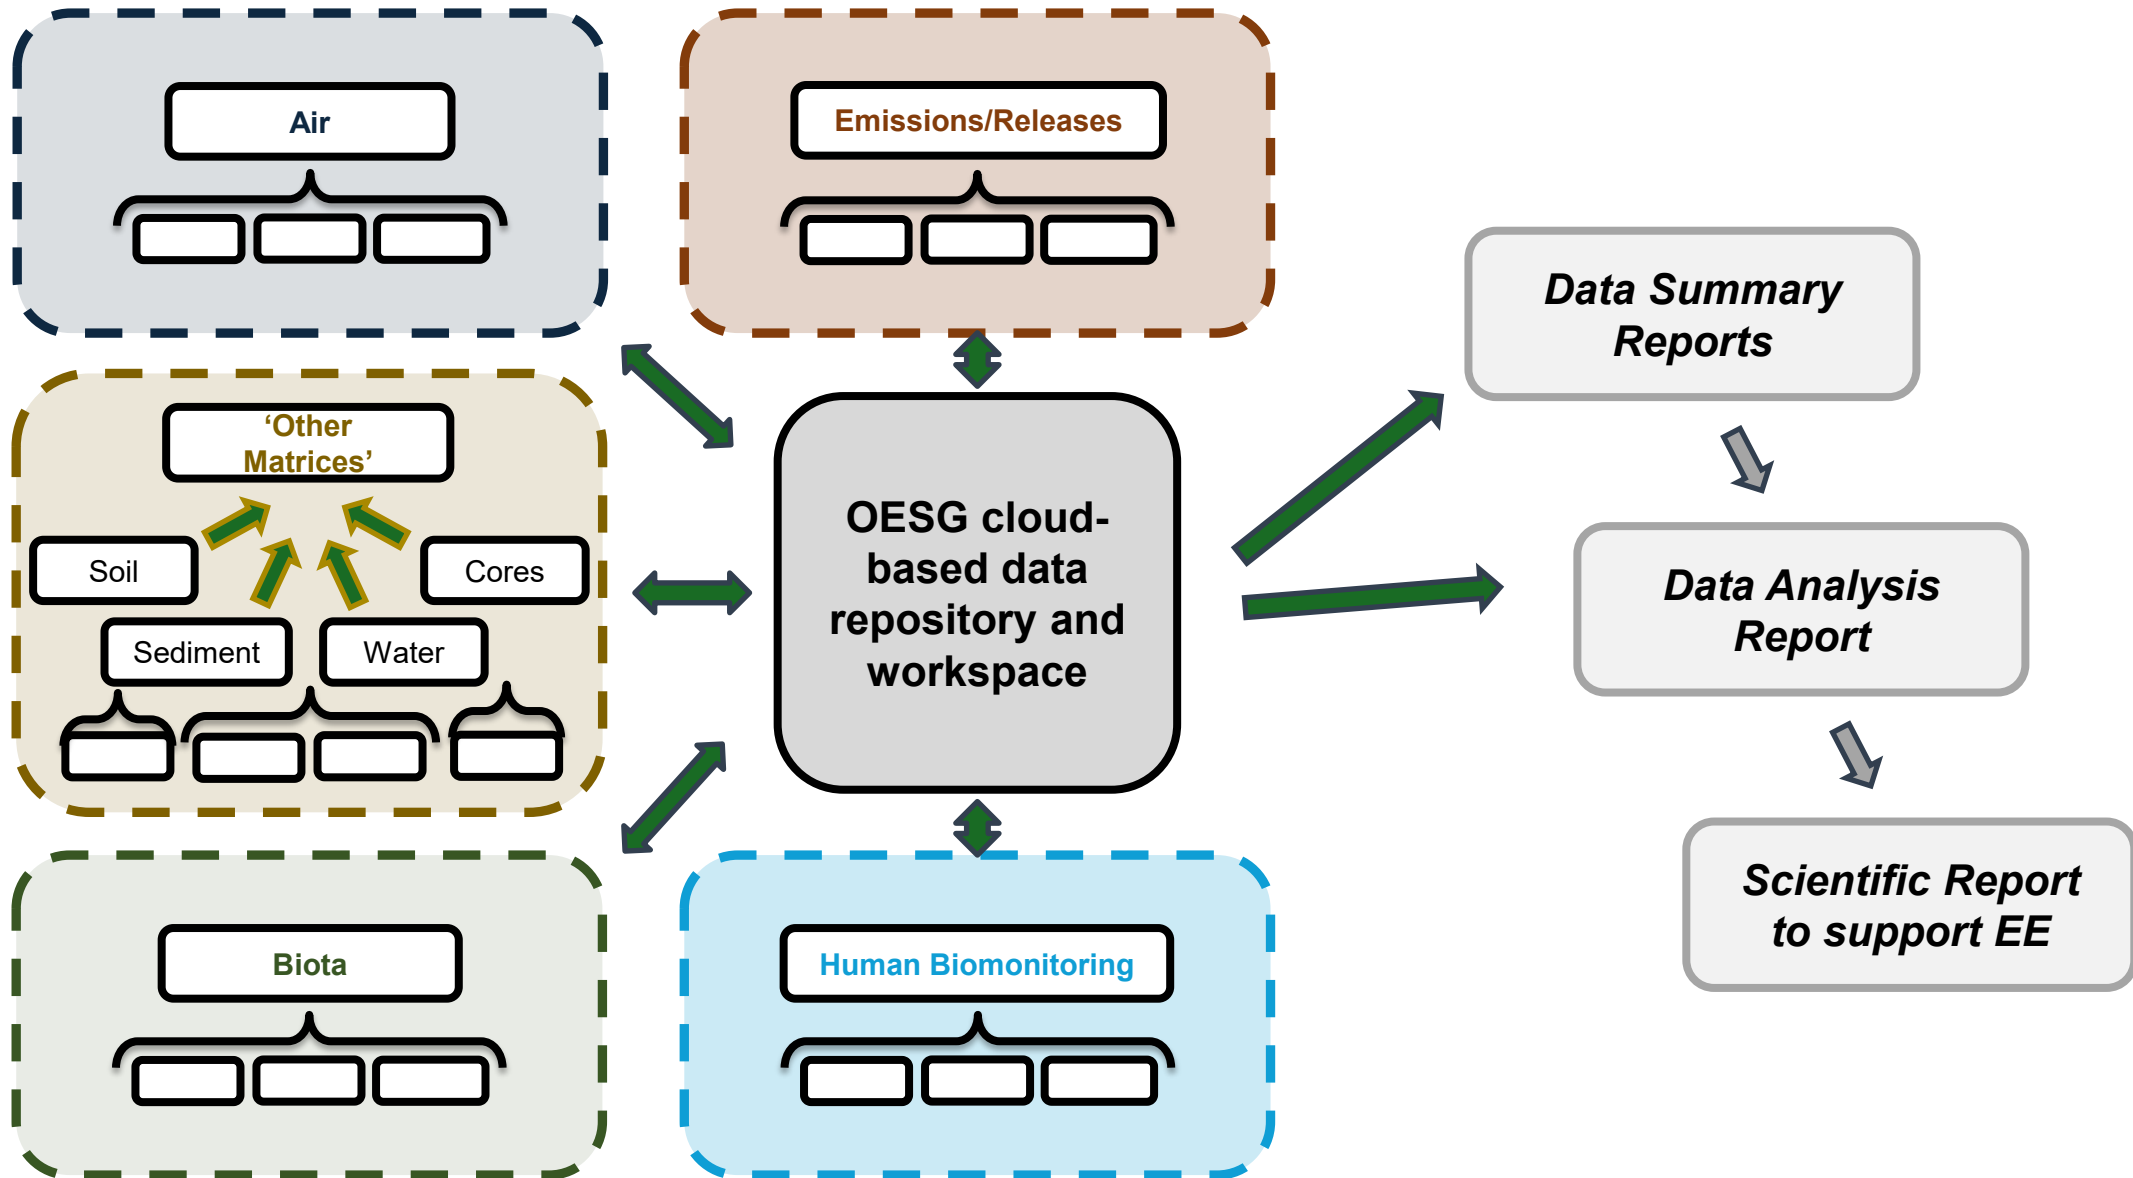 Air
Emissions/Releases
‘Other
Matrices’
Soil
Cores
Sediment
Water
Biota
Human Biomonitoring
OESG cloud-
based data
repository and
workspace
Data Summary
Reports
Data Analysis
Report
Scientific Report
to support EE